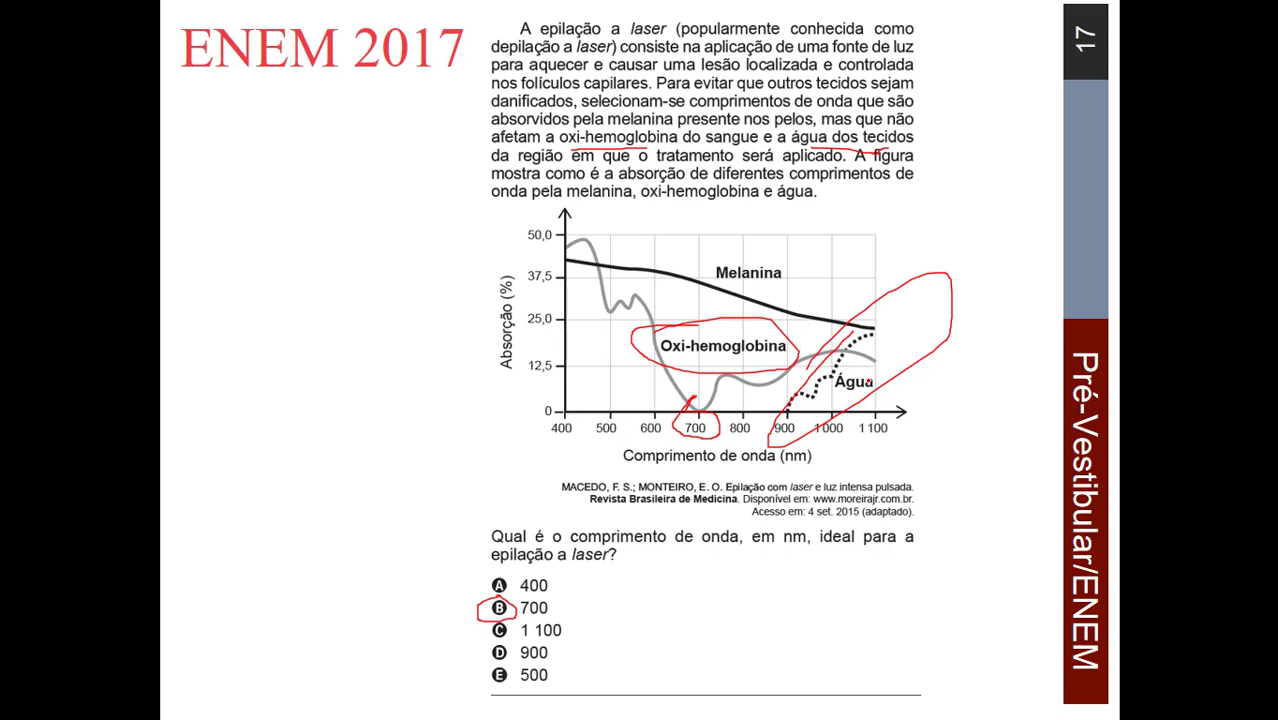 ENEM 2017
A epilação a laser (popularmente conhecida como
depilação a laser) consiste na aplicação de uma fonte de luz
para aquecer e causar uma lesão localizada e controlada
nos folículos capilares. Para evitar que outros tecidos sejam
danificados, selecionam-se comprimentos de onda que são
absorvidos pela melanina presente nos pelos, mas que não
afetam a oxi-hemoglobina do sangue e a água dos tecidos
da região em que o tratamento será aplicado. A figura
mostra como é a absorção de diferentes comprimentos de
onda pela melanina, oxi-hemoglobina e água.
Absorção (%)
50,0
37,5
25,0
12,5
0
Melanina
Oxi-hemoglobina
Água
400 500 600 700 800 900 1 000 1 100
Comprimento de onda (nm)
MACEDO, F. S.; MONTEIRO, E. O. Epilação com laser e luz intensa pulsada.
Revista Brasileira de Medicina. Disponível em: www.moreirajr.com.br.
Acesso em: 4 set. 2015 (adaptado).
Qual é o comprimento de onda, em nm, ideal para a
epilação a laser?
A 400
B 700
C 1 100
D 900
E 500
17
Pré-Vestibular/ENEM